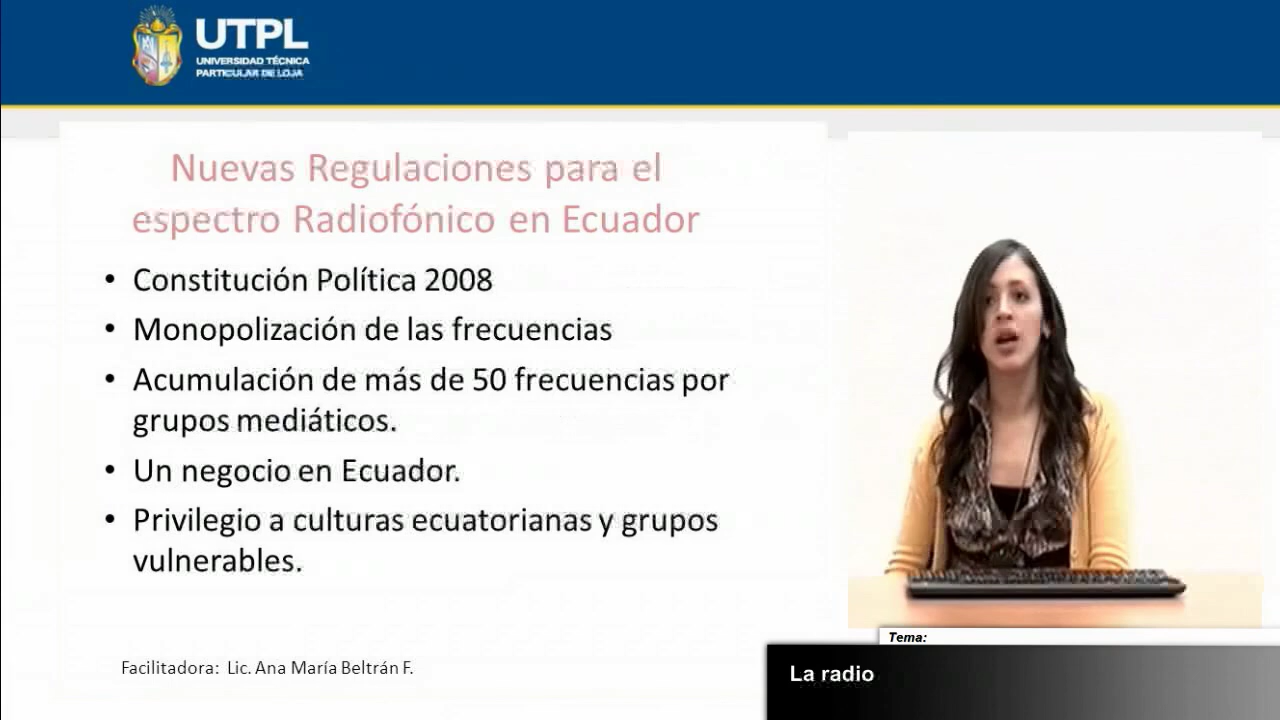 UTPL
UNIVERSIDAD TÉCNICA
PARTICULAR DE LOJA
Nuevas Regulaciones para el
espectro Radiofónico en Ecuador
• Constitución Política 2008
• Monopolización de las frecuencias
• Acumulación de más de 50 frecuencias por
grupos mediáticos.
• Un negocio en Ecuador.
• Privilegio a culturas ecuatorianas y grupos
vulnerables.
Facilitadora: Lic. Ana María Beltrán F.
Tema:
La radio